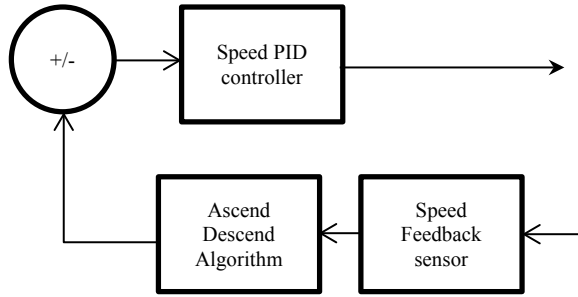 +/-
Speed PID
controller
Ascend
Descend
Algorithm
Speed
Feedback
sensor